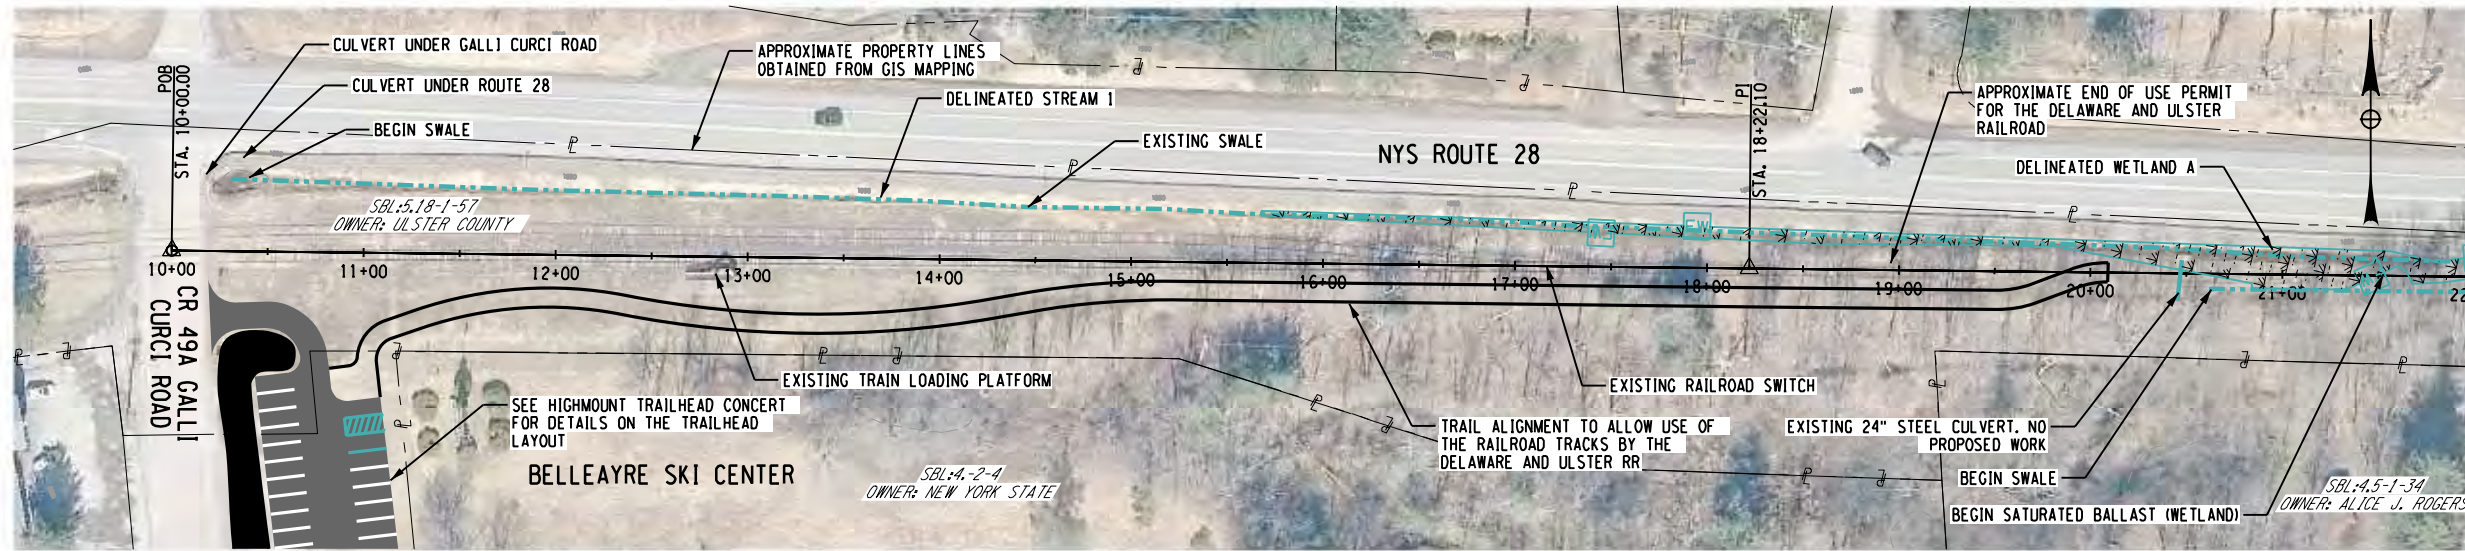 CULVERT UNDER GALLI CURCI ROAD
CULVERT UNDER ROUTE 28
BEGIN SWALE
POB
STA. 10+00.00
APPROXIMATE PROPERTY LINES
OBTAINED FROM GIS MAPPING
DELINEATED STREAM 1
EXISTING SWALE
NYS ROUTE 28
PI
STA. 18+22.10
APPROXIMATE END OF USE PERMIT
FOR THE DELAWARE AND ULSTER
RAILROAD
DELINEATED WETLAND A
SBL:5.18-1-57
OWNER: ULSTER COUNTY
10+00
11+00
12+00
13+00
14+00
15+00
16+00
17+00
18+00
19+00
20+00
21+00
22
CR 49A GALLI
CURCI ROAD
EXISTING TRAIN LOADING PLATFORM
SEE HIGHMOUNT TRAILHEAD CONCERT
FOR DETAILS ON THE TRAILHEAD
LAYOUT
BELLEAYRE SKI CENTER
SBL:4.-2-4
OWNER: NEW YORK STATE
EXISTING RAILROAD SWITCH
TRAIL ALIGNMENT TO ALLOW USE OF
THE RAILROAD TRACKS BY THE
DELAWARE AND ULSTER RR
EXISTING 24" STEEL CULVERT. NO
PROPOSED WORK
BEGIN SWALE
BEGIN SATURATED BALLAST (WETLAND)
SBL:4.5-1-34
OWNER: ALICE J. ROGERS